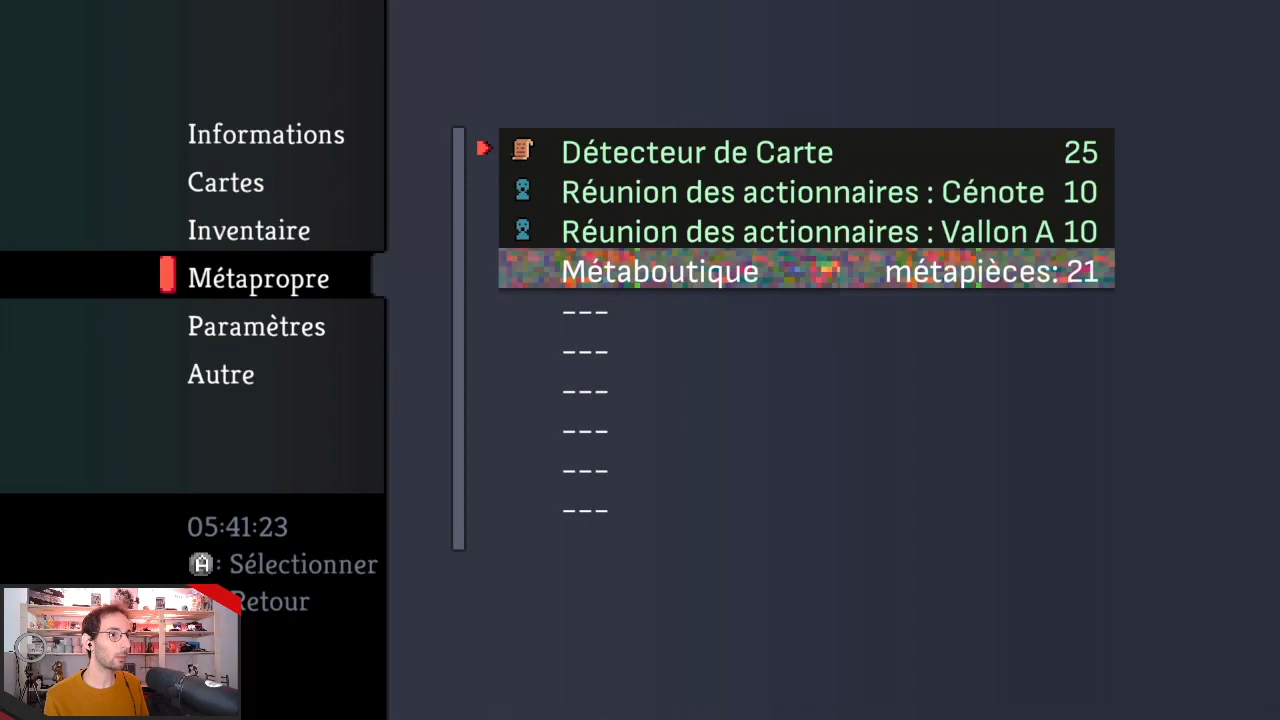 Informations
Cartes
Inventaire
Métapropre
Paramètres
Autre
05:41:23
A: Sélectionner
Retour
Détecteur de Carte 25
Réunion des actionnaires : Cénote 10
Réunion des actionnaires : Vallon A 10
Métaboutique métapièces: 21
---
---
---
---
---
---